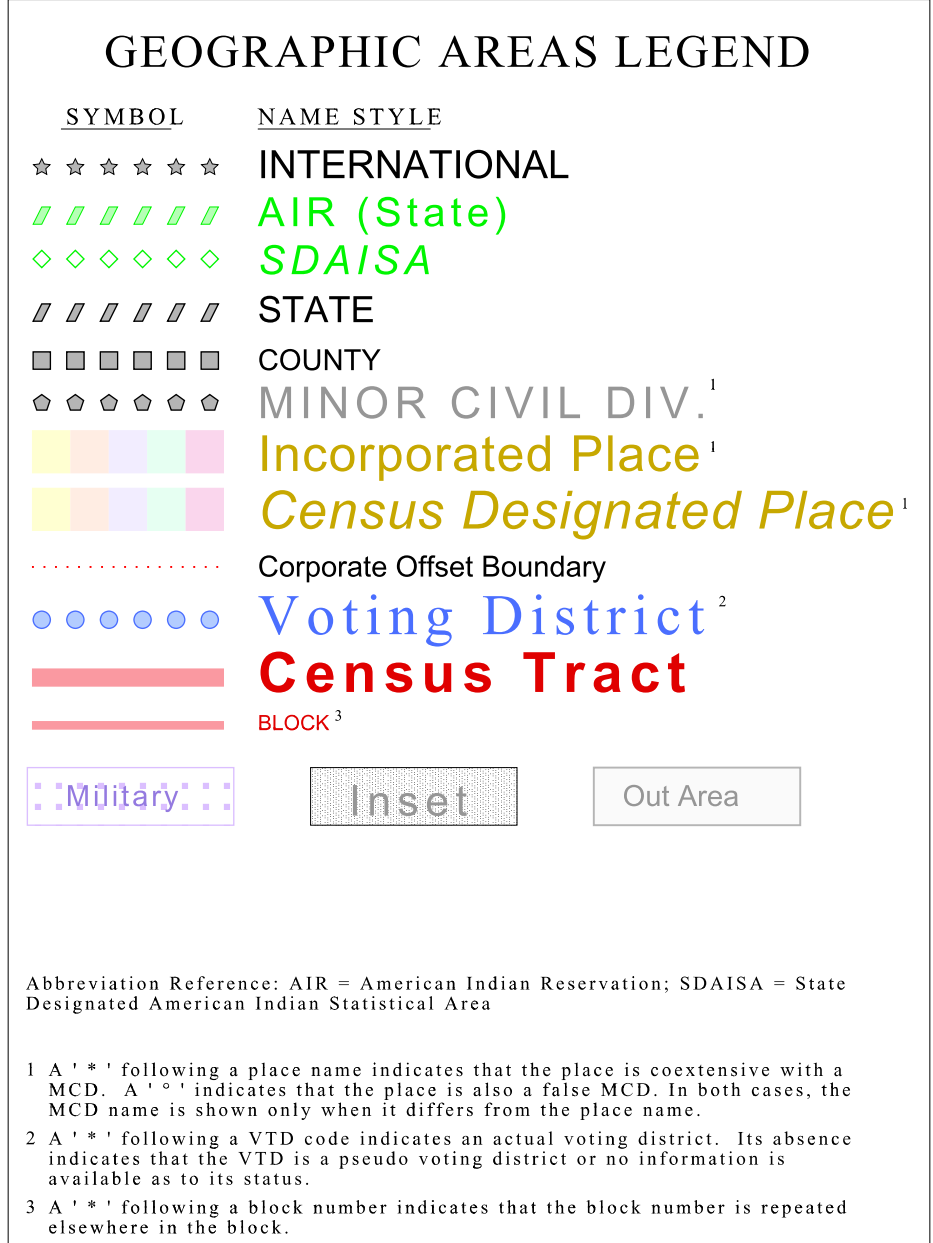 GEOGRAPHIC AREAS LEGEND
SYMBOL NAME STYLE
INTERNATIONAL
AIR (State)
SDAISA
STATE
COUNTY
MINOR CIVIL DIV. 1
Incorporated Place 1
Census Designated Place 1
Corporate Offset Boundary
Voting District 2
Census Tract
BLOCK 3
Military Inset Out Area
Abbreviation Reference: AIR = American Indian Reservation; SDAISA = State
Designated American Indian Statistical Area
1 A ' * ' following a place name indicates that the place is coextensive with a
MCD. A ' ° ' indicates that the place is also a false MCD. In both cases, the
MCD name is shown only when it differs from the place name.
2 A ' * ' following a VTD code indicates an actual voting district. Its absence
indicates that the VTD is a pseudo voting district or no information is
available as to its status.
3 A ' * ' following a block number indicates that the block number is repeated
elsewhere in the block.